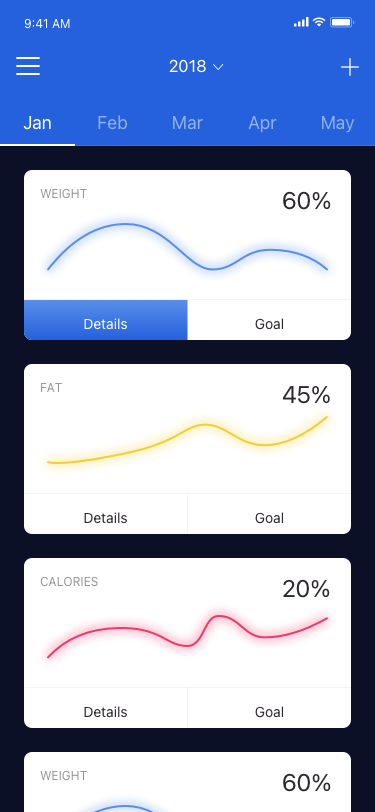 9:41 AM
2018
Jan Feb Mar Apr May
WEIGHT
60%
Details Goal
FAT
45%
Details Goal
CALORIES
20%
Details Goal
WEIGHT
60%